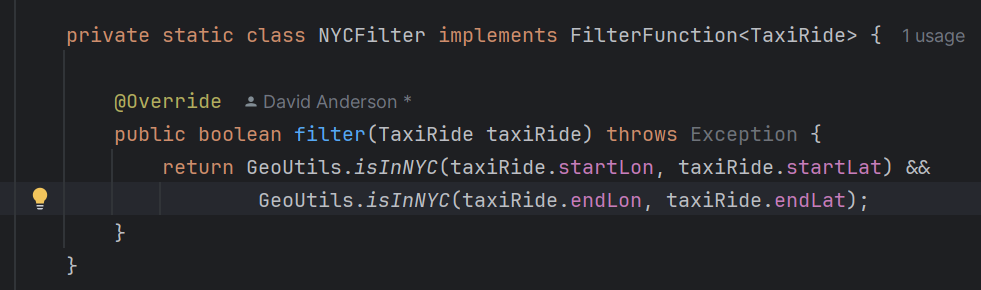 private static class NYCFilter implements FilterFunction<TaxiRide> { 1 usage
@Override David Anderson *
public boolean filter(TaxiRide taxiRide) throws Exception {
return GeoUtils.isInNYC(taxiRide.startLon, taxiRide.startLat) &&
GeoUtils.isInNYC(taxiRide.endLon, taxiRide.endLat);
}
}